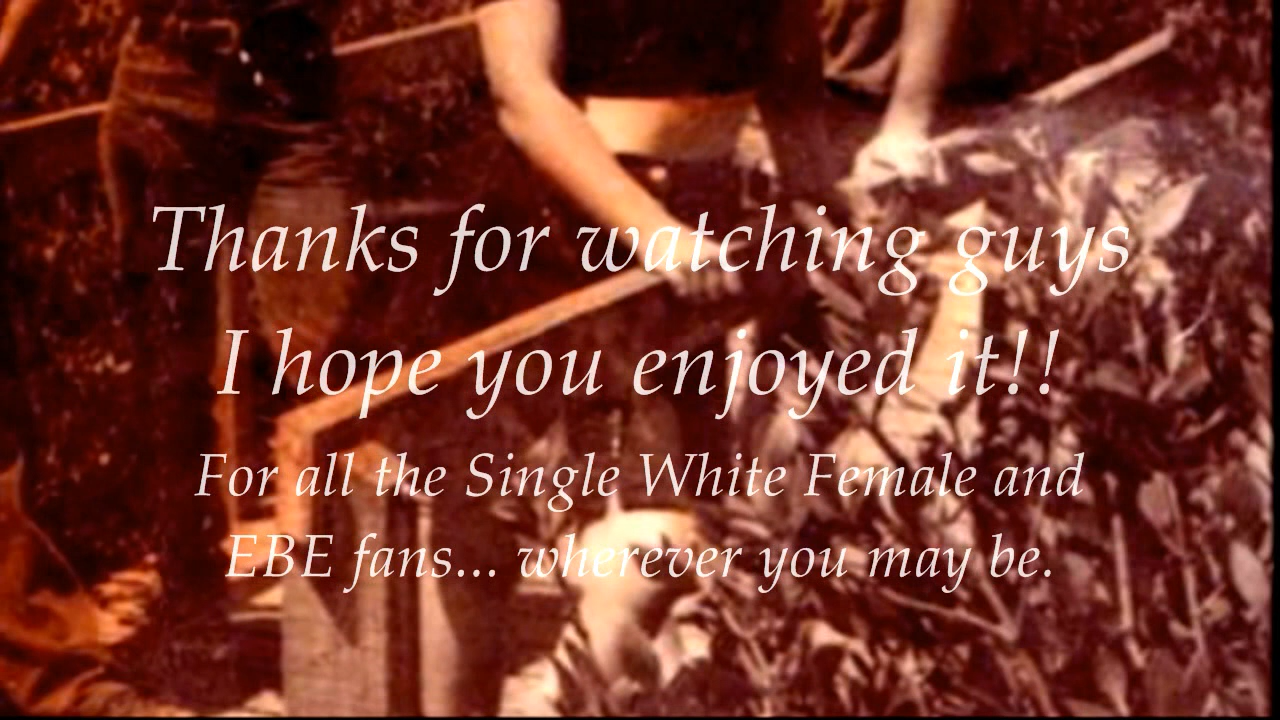 Thanks for watching guys
I hope you enjoyed it!!
For all the Single White Female and
EBE fans... wherever you may be.